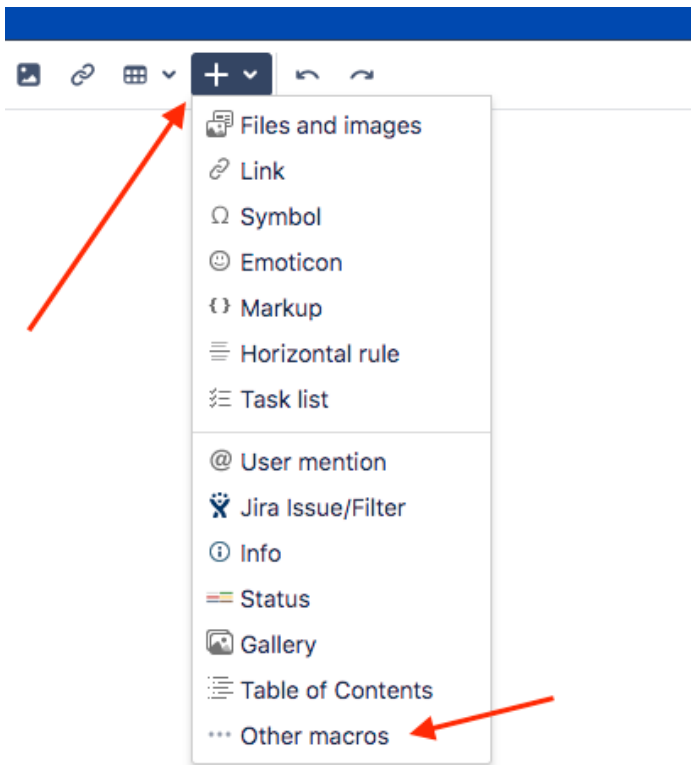 Files and images
Link
Symbol
Emoticon
Markup
Horizontal rule
Task list
@ User mention
Jira Issue/Filter
Info
Status
Gallery
Table of Contents
Other macros